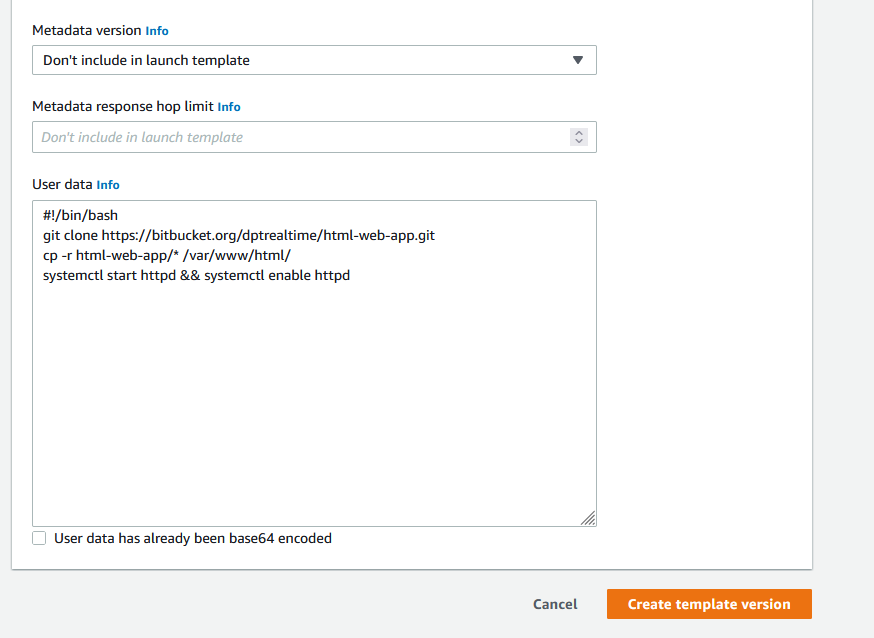 Metadata version Info
Don't include in launch template
Metadata response hop limit Info
Don't include in launch template
User data Info
#!/bin/bash
git clone https://bitbucket.org/dptrealtime/html-web-app.git
cp -r html-web-app/* /var/www/html/
systemctl start httpd && systemctl enable httpd
User data has already been base64 encoded
Cancel Create template version